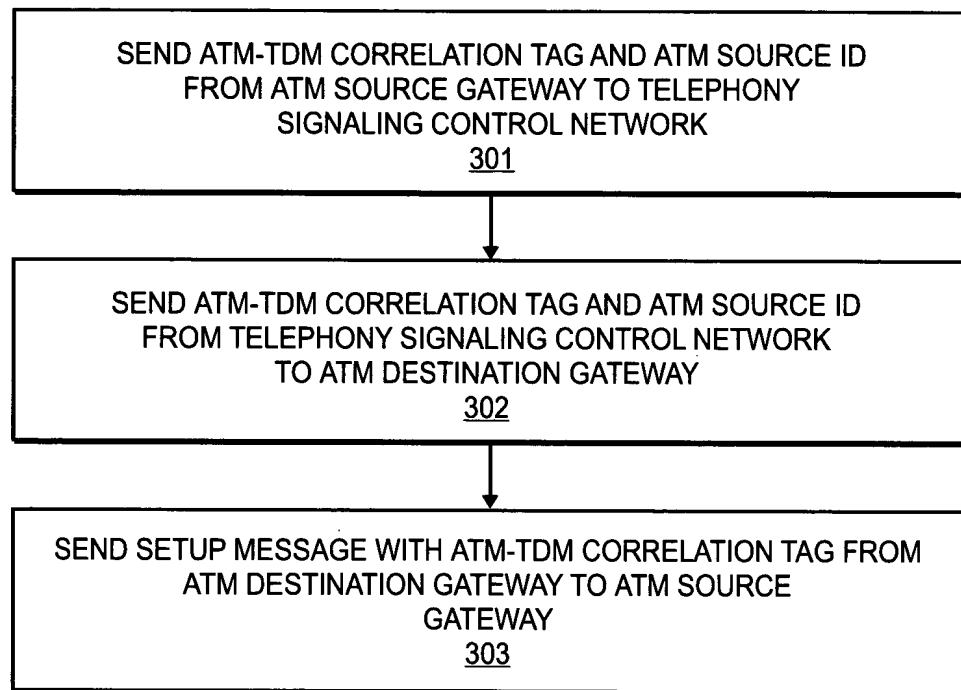 SEND ATM-TDM CORRELATION TAG AND ATM SOURCE ID
FROM ATM SOURCE GATEWAY TO TELEPHONY
SIGNALING CONTROL NETWORK
301
SEND ATM-TDM CORRELATION TAG AND ATM SOURCE ID
FROM TELEPHONY SIGNALING CONTROL NETWORK
TO ATM DESTINATION GATEWAY
302
SEND SETUP MESSAGE WITH ATM-TDM CORRELATION TAG FROM
ATM DESTINATION GATEWAY TO ATM SOURCE
GATEWAY
303